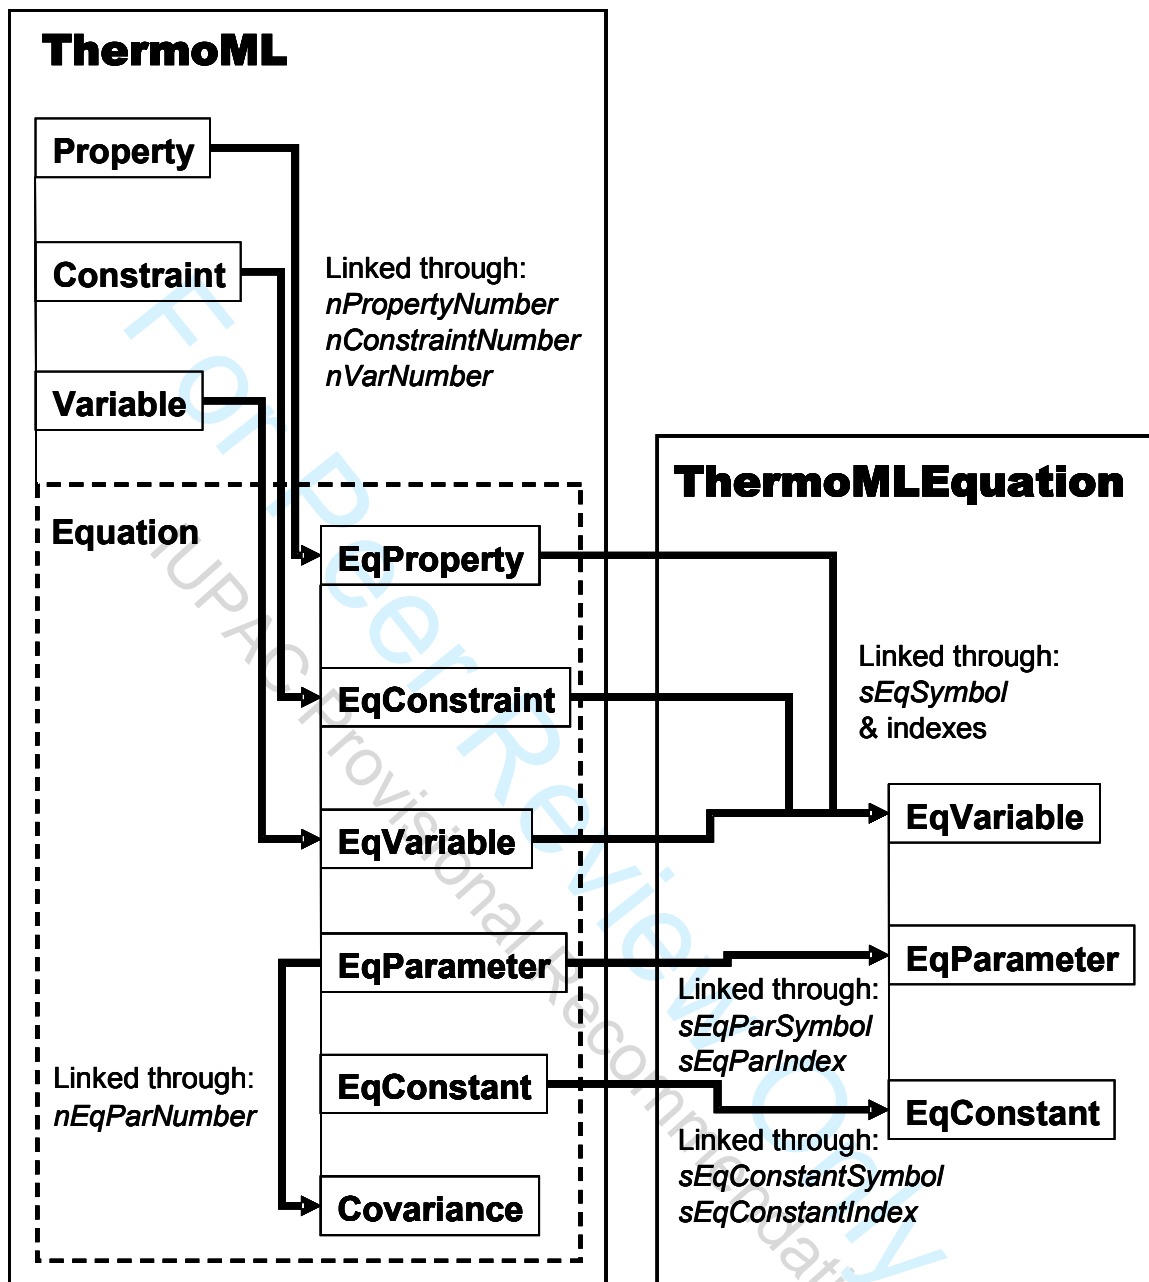 ThermoML
Property
Constraint
Linked through:
nPropertyNumber
nConstraintNumber
nVarNumber
Variable
Equation
EqProperty
EqConstraint
EqVariable
EqParameter
EqConstant
Covariance
Linked through:
nEqParNumber
ThermoMLEquation
Linked through:
sEqSymbol
& indexes
EqVariable
EqParameter
Linked through:
sEqParSymbol
sEqParIndex
EqConstant
Linked through:
sEqConstantSymbol
sEqConstantIndex
For Peer Review Only
IUPAC Provisional